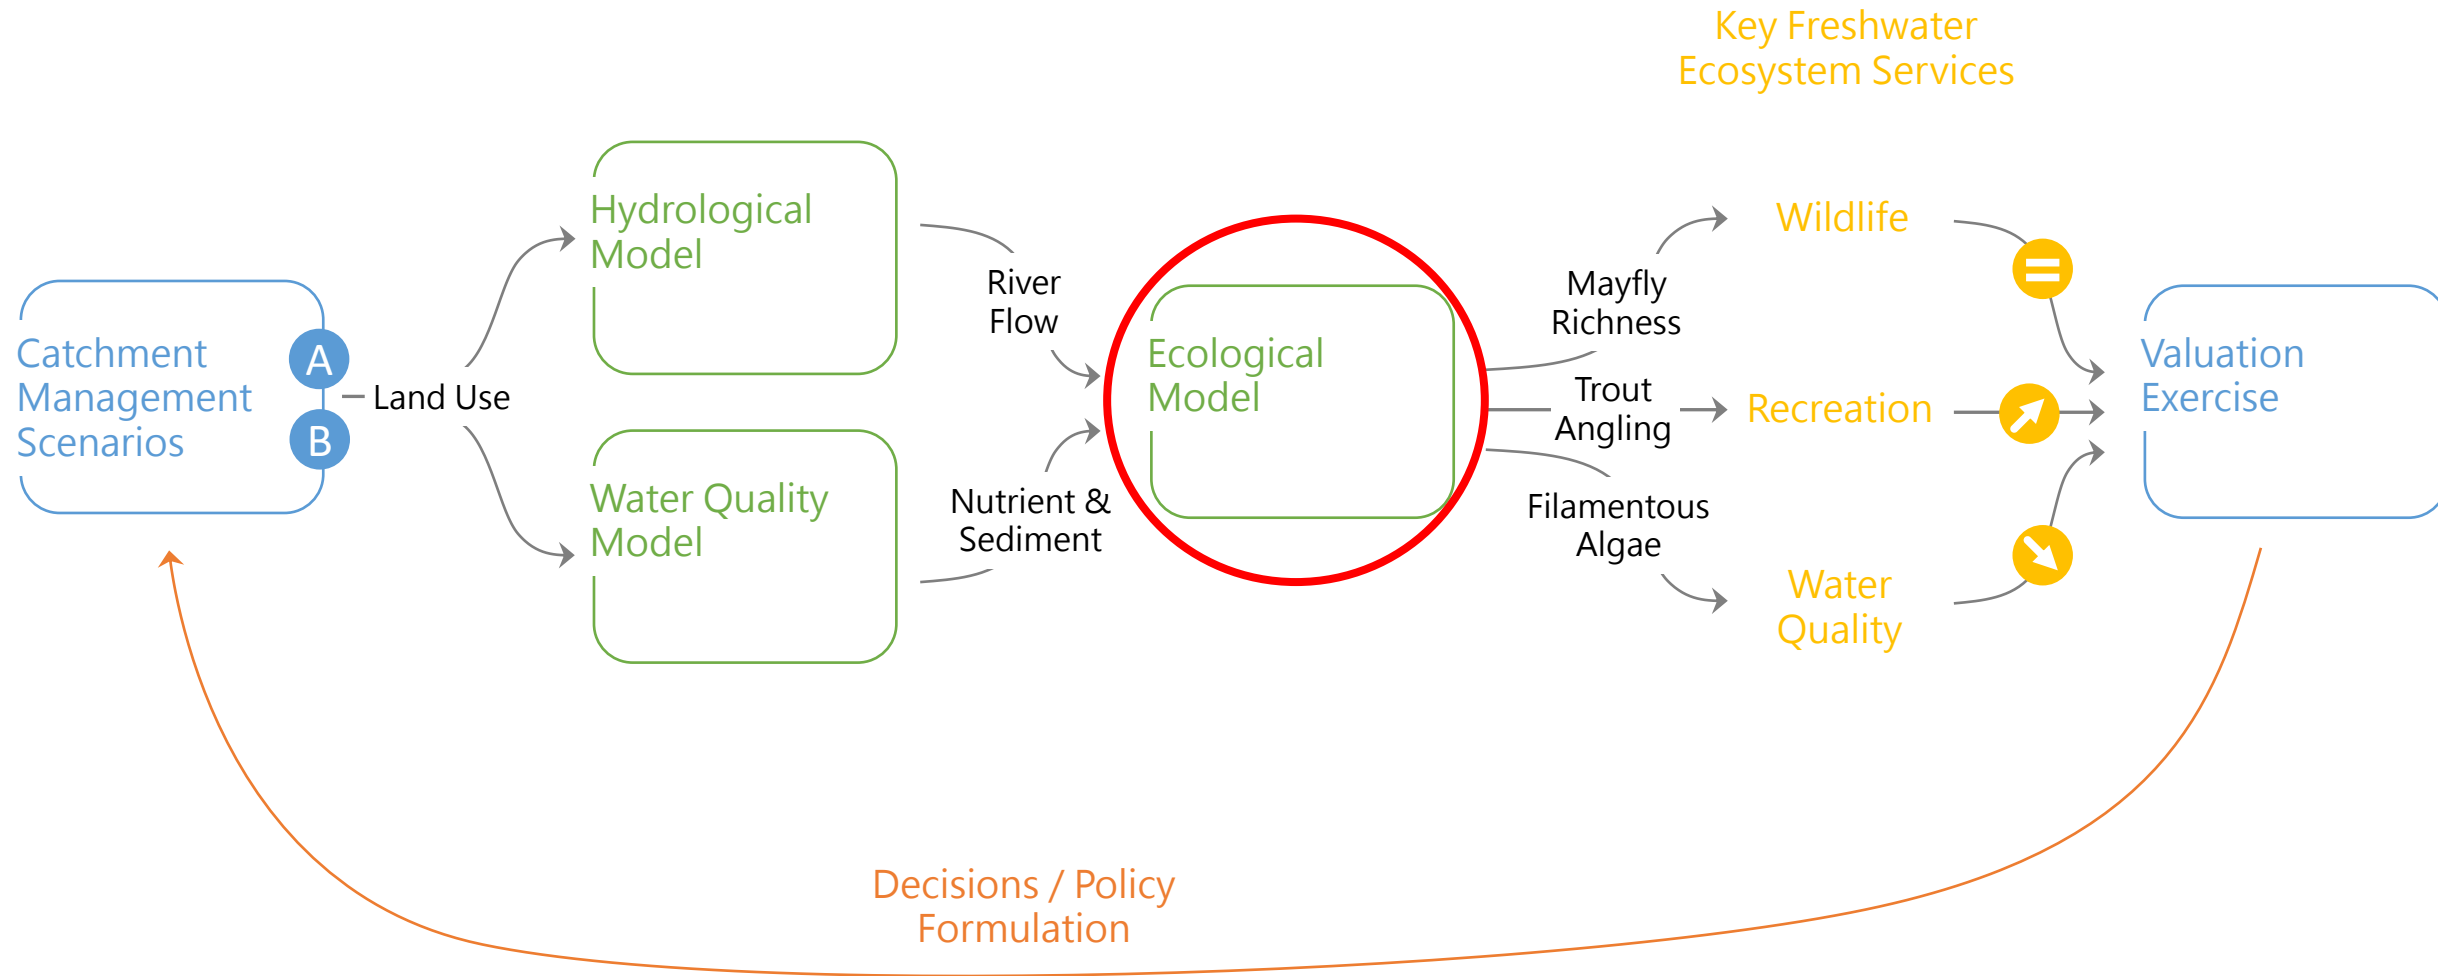 Key Freshwater
Ecosystem Services
Catchment
Management
Scenarios
A
B
Land Use
Hydrological
Model
Water Quality
Model
River
Flow
Nutrient &
Sediment
Ecological
Model
Mayfly
Richness
Trout
Angling
Filamentous
Algae
Wildlife
Recreation
Water
Quality
Valuation
Exercise
Decisions / Policy
Formulation